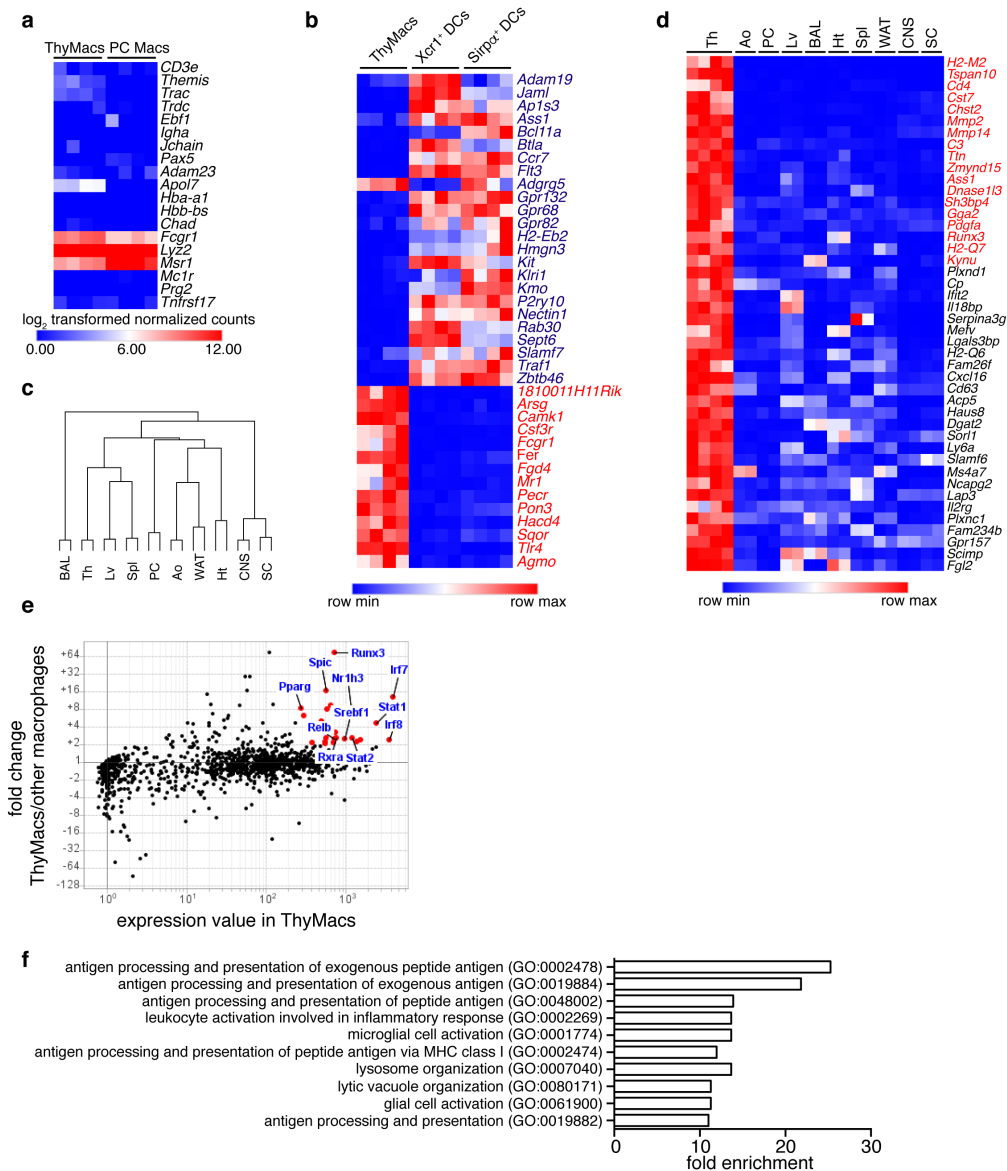 a
ThyMacs PC Macs
CD3e
Themis
Trac
Trdc
Ebf1
Igha
Jchain
Pax5
Adam23
Apol7
Hba-a1
Hbb-bs
Chad
Fcgr1
Lyz2
Msr1
Mc1r
Prg2
Tnfrsf17
log2 transformed normalized counts
0.00 6.00 12.00
b
ThyMacs
Xcr1+ DCs
Sirpα+ DCs
Adam19
Jaml
Ap1s3
Ass1
Bcl11a
Btla
Ccr7
Flt3
Adgrg5
Gpr132
Gpr68
Gpr82
H2-Eb2
Hmgn3
Kit
Klri1
Kmo
P2ry10
Nectin1
Rab30
Sept6
Slamf7
Traf1
Zbtb46
1810011H11Rik
Arsg
Camk1
Csf3r
Fcgr1
Fer
Fgd4
Mr1
Pecr
Pon3
Hacd4
Sqor
Tlr4
Agmo
row min row max
c
BAL Th Lv Spl PC Ao WAT Ht CNS SC
d
Th Ao PC Lv BAL Ht Spl WAT CNS SC
H2-M2
Tspan10
Cd4
Cst7
Chst2
Mmp2
Mmp14
C3
Ttn
Zmynd15
Ass1
Dnase1l3
Sh3bp4
Gga2
Pdgfa
Runx3
H2-Q7
Kynu
Plxnd1
Cp
Ifit2
Il18bp
Serpina3g
Mefv
Lgals3bp
H2-Q6
Fam26f
Cxcl16
Cd63
Acp5
Haus8
Dgat2
Sorl1
Ly6a
Slamf6
Ms4a7
Ncapg2
Lap3
Il2rg
Plxnc1
Fam234b
Gpr157
Scimp
Fgl2
row min row max
e
fold change
ThyMacs/other macrophages
+64
+32
+16
+8
+4
+2
1
-2
-4
-8
-16
-32
-64
-128
Runx3
Spic
Irf7
Nr1h3
Pparg
Stat1
Srebf1
Relb
Irf8
Rxra Stat2
10^0 10^1 10^2 10^3
expression value in ThyMacs
f
antigen processing and presentation of exogenous peptide antigen (GO:0002478)
antigen processing and presentation of exogenous antigen (GO:0019884)
antigen processing and presentation of peptide antigen (GO:0048002)
leukocyte activation involved in inflammatory response (GO:0002269)
microglial cell activation (GO:0001774)
antigen processing and presentation of peptide antigen via MHC class I (GO:0002474)
lysosome organization (GO:0007040)
lytic vacuole organization (GO:0080171)
glial cell activation (GO:0061900)
antigen processing and presentation (GO:0019882)
0 10 20 30
fold enrichment